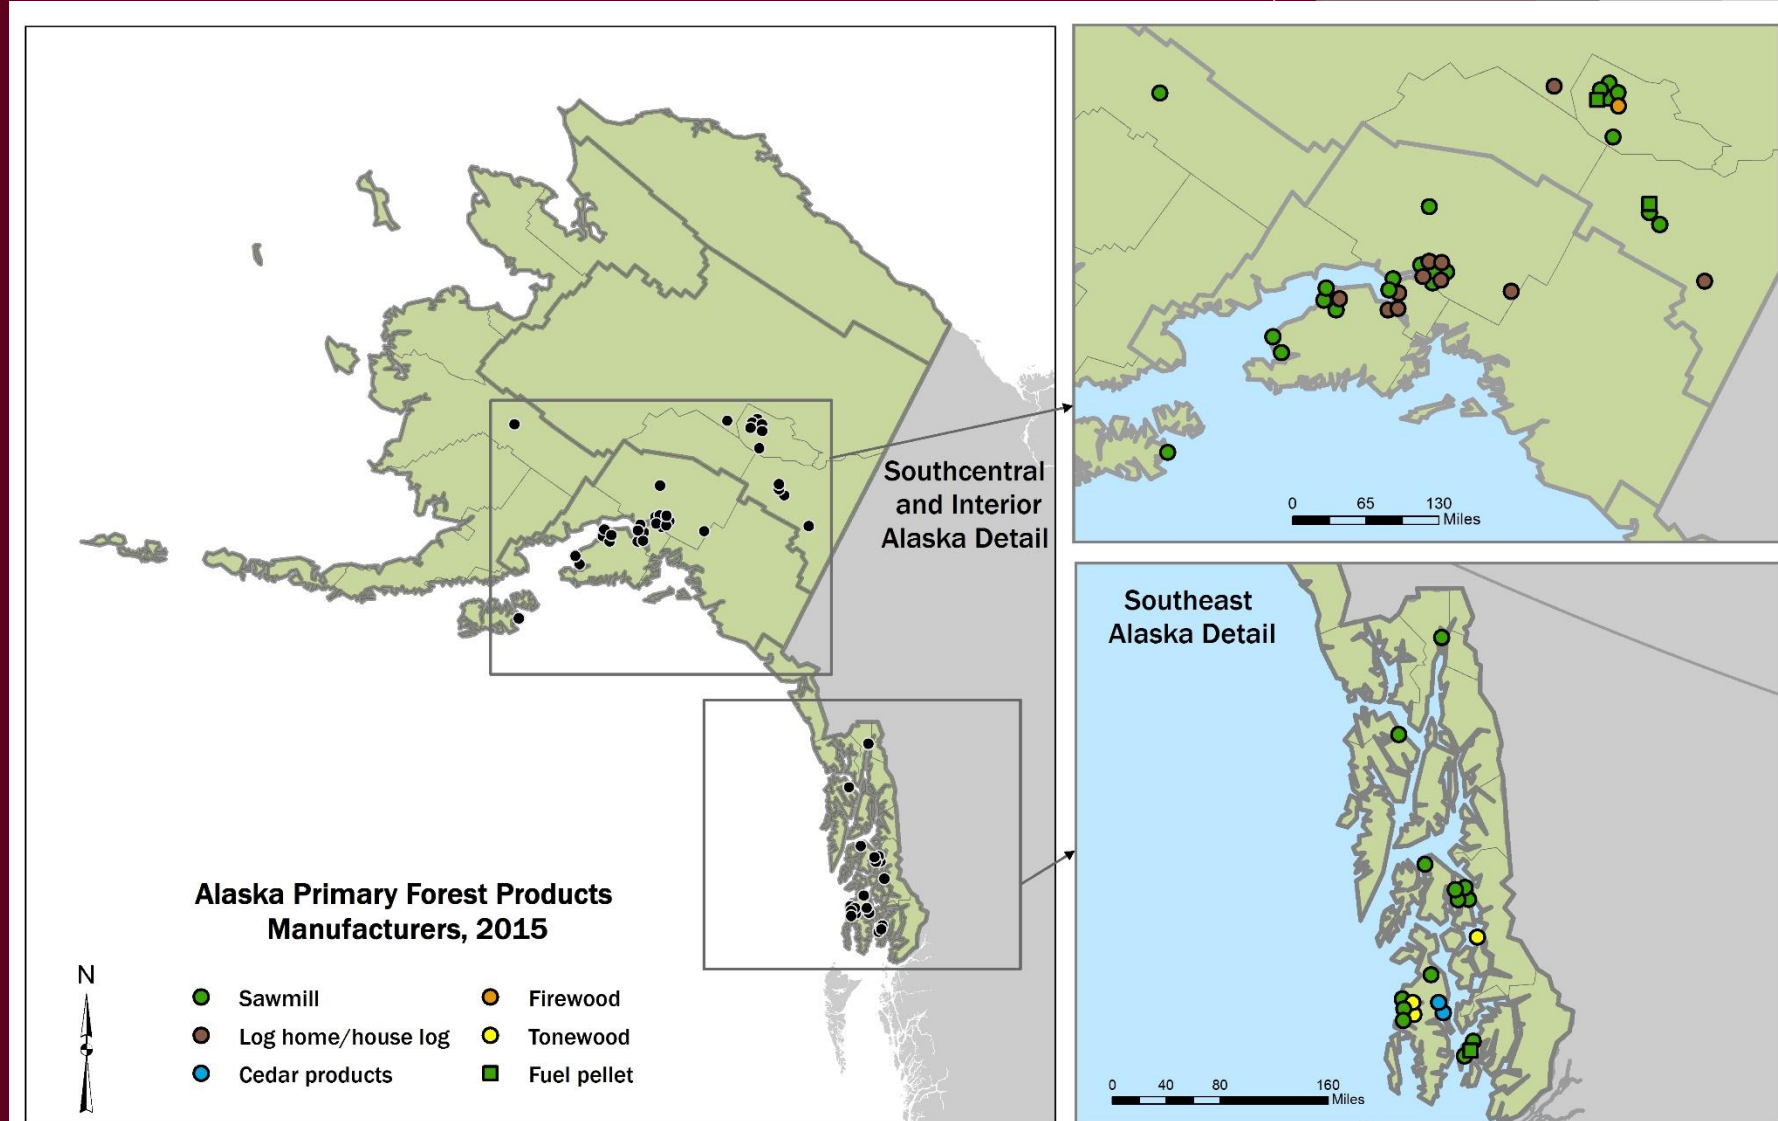 Southcentral
and Interior
Alaska Detail
Alaska Primary Forest Products
Manufacturers, 2015
N
Sawmill
Log home/house log
Cedar products
Firewood
Tonewood
Fuel pellet
0 65 130
Miles
Southeast
Alaska Detail
0 40 80 160
Miles